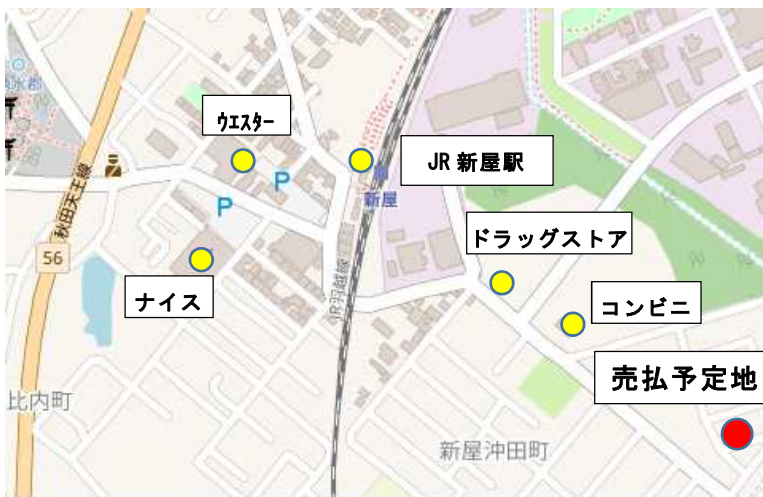 ウエスター
JR 新屋駅
P
P
新屋
秋田天王線
ドラッグストア
56
ナイス
JR羽越線
コンビニ
売払予定地
比内町
新屋沖田町